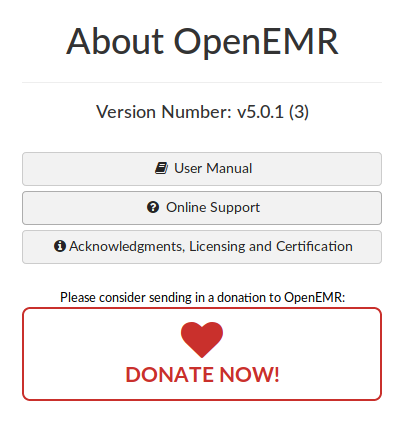 About OpenEMR
Version Number: v5.0.1 (3)
User Manual
Online Support
Acknowledgments, Licensing and Certification
Please consider sending in a donation to OpenEMR:
DONATE NOW!